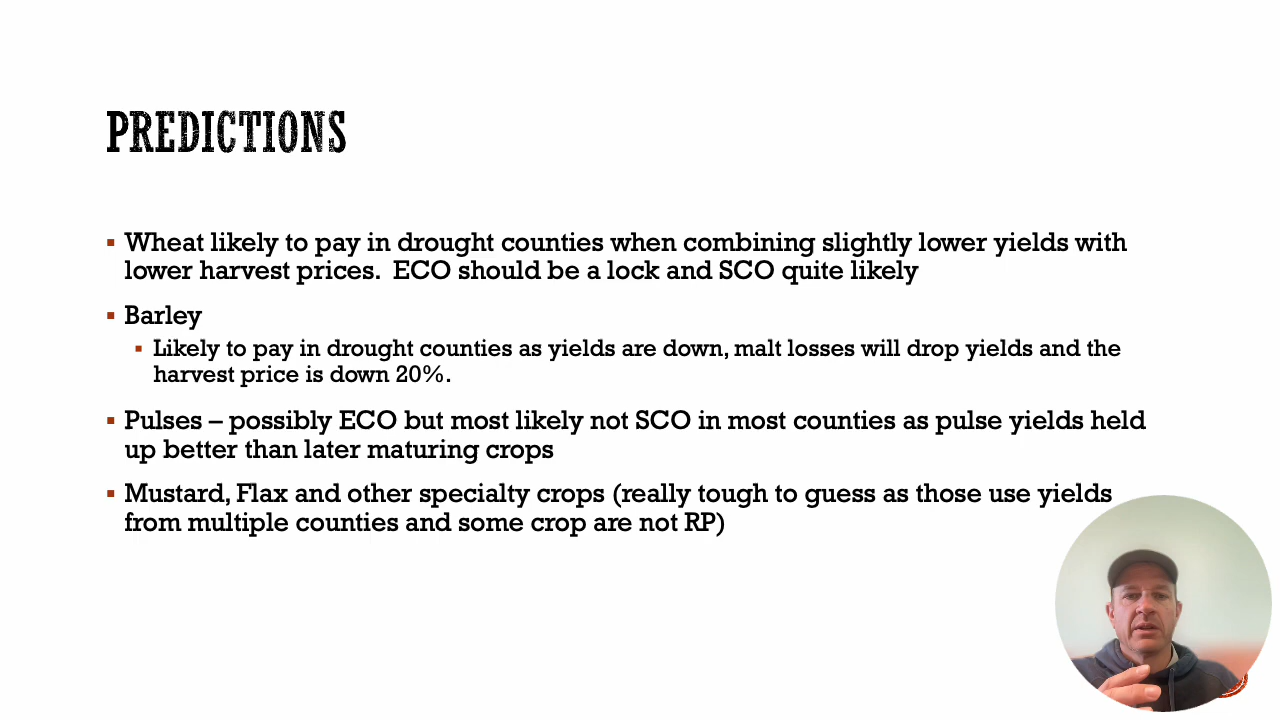 PREDICTIONS
▪ Wheat likely to pay in drought counties when combining slightly lower yields with
lower harvest prices.  ECO should be a lock and SCO quite likely
▪ Barley
▪ Likely to pay in drought counties as yields are down, malt losses will drop yields and the
harvest price is down 20%.
▪ Pulses – possibly ECO but most likely not SCO in most counties as pulse yields held
up better than later maturing crops
▪ Mustard, Flax and other specialty crops (really tough to guess as those use yields
from multiple counties and some crop are not RP)